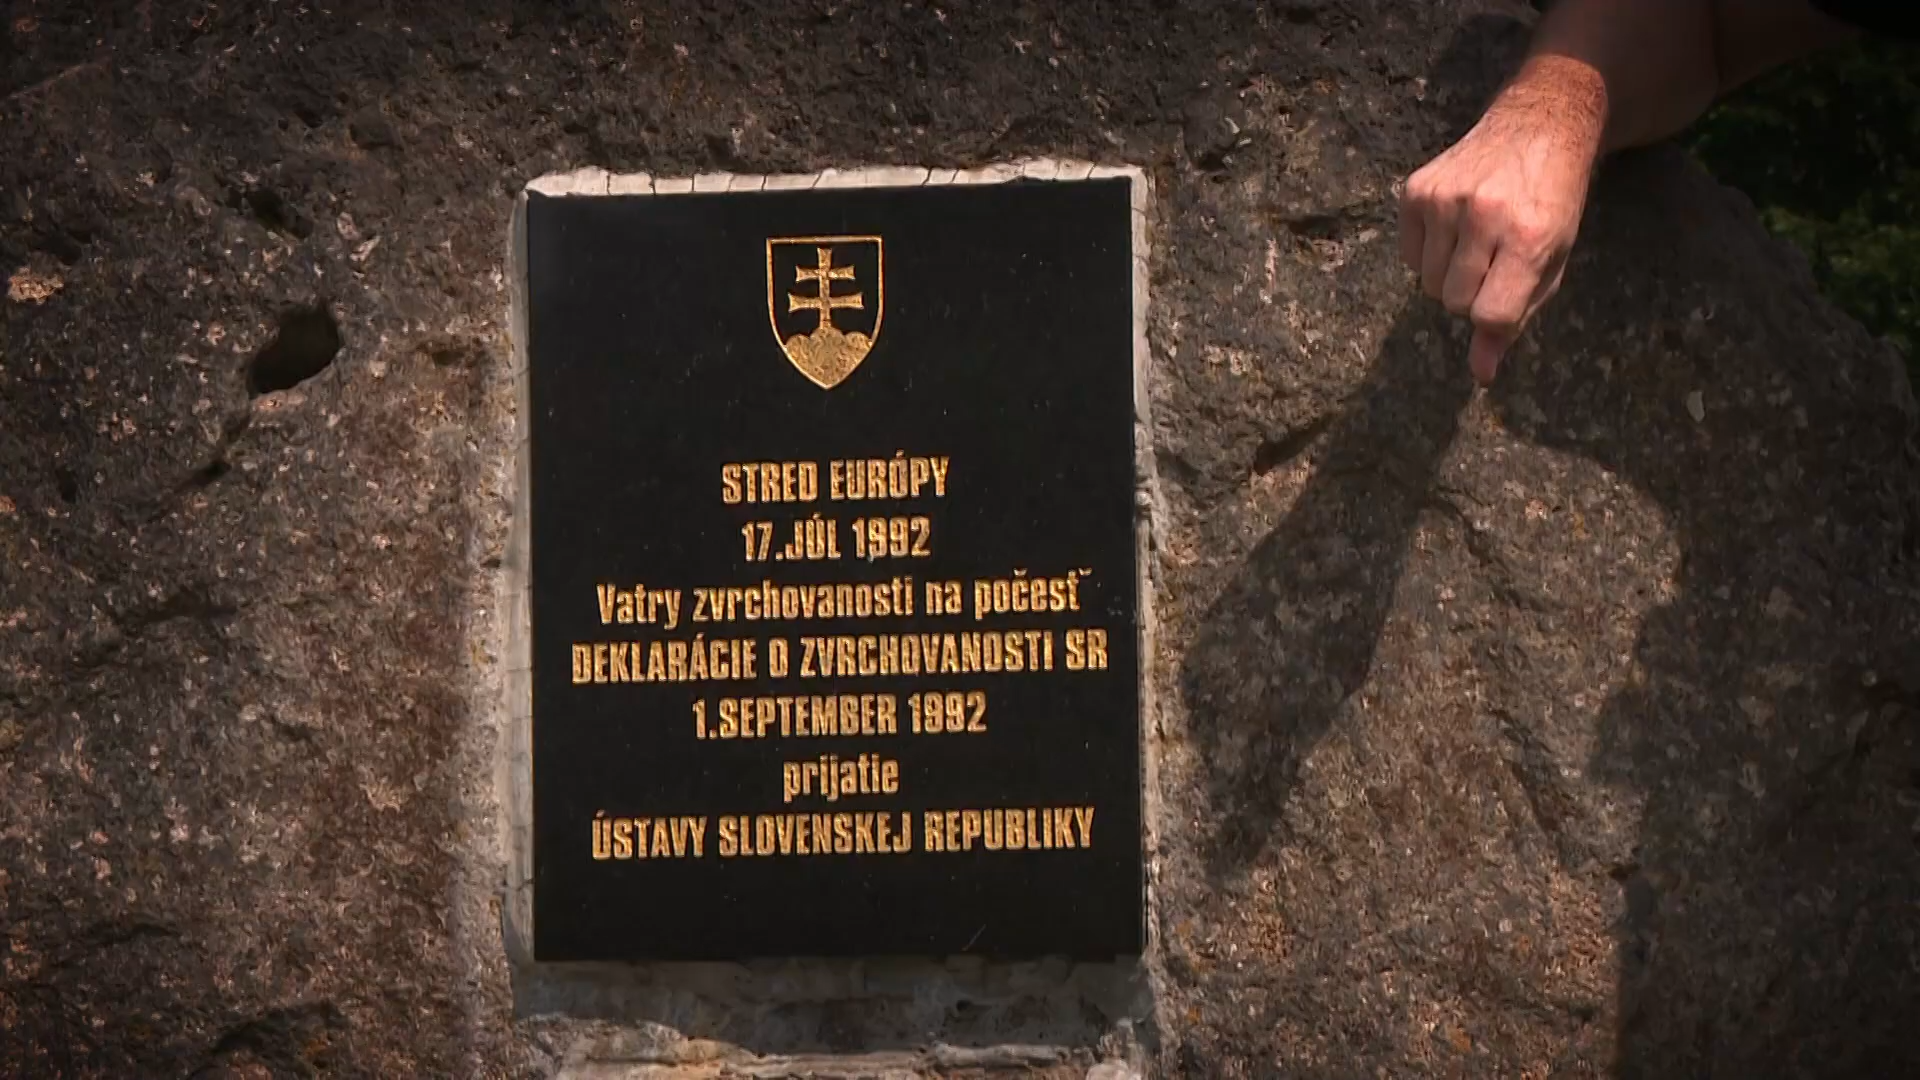 STRED EURÓPY
17.JÚL 1992
Vatry zvrchovanosti na počesť
DEKLARÁCIE O ZVRCHOVANOSTI SR
1.SEPTEMBER 1992
prijatie
ÚSTAVY SLOVENSKEJ REPUBLIKY